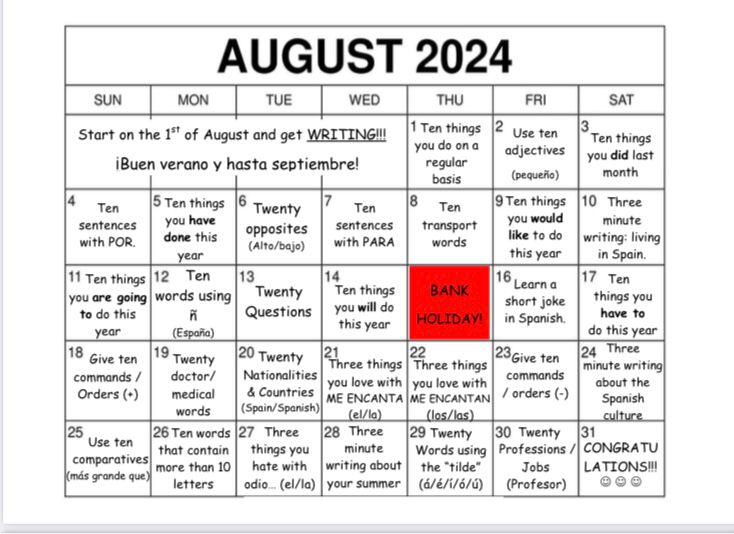 AUGUST 2024
SUN MON TUE WED THU FRI SAT
Start on the 1st of August and get WRITING!!!
¡Buen verano y hasta septiembre!
1 Ten things
you do on a
regular
basis
2 Use ten
adjectives
(pequeño)
3
Ten things
you did last
month
4 Ten
sentences
with POR.
5 Ten things
you have
done this
year
6
Twenty
opposites
(Alto/bajo)
7 Ten
sentences
with PARA
8 Ten
transport
words
9 Ten things
you would
like to do
this year
10 Three
minute
writing: living
in Spain.
11 Ten things
you are going
to do this
year
12 Ten
words using
ñ
(España)
13
Twenty
Questions
14
Ten things
you will do
this year
BANK
HOLIDAY!
16 Learn a
short joke
in Spanish.
17 Ten
things you
have to
do this year
18 Give ten
commands /
Orders (+)
19 Twenty
doctor/
medical
words
20 Twenty
Nationalities
& Countries
(Spain/Spanish)
21
Three things
you love with
ME ENCANTA
(el/la)
22
Three things
you love with
ME ENCANTAN
(los/las)
23 Give ten
commands
/ orders (-)
24 Three
minute writing
about the
Spanish
culture
25
Use ten
comparatives
(más grande que)
26 Ten words
that contain
more than 10
letters
27 Three
things you
hate with
odio... (el/la)
28 Three
minute
writing about
your summer
29 Twenty
Words using
the "tilde"
(á/é/í/ó/ú)
30 Twenty
Professions /
Jobs
(Profesor)
31
CONGRATU
LATIONS!!!
☺ ☺ ☺